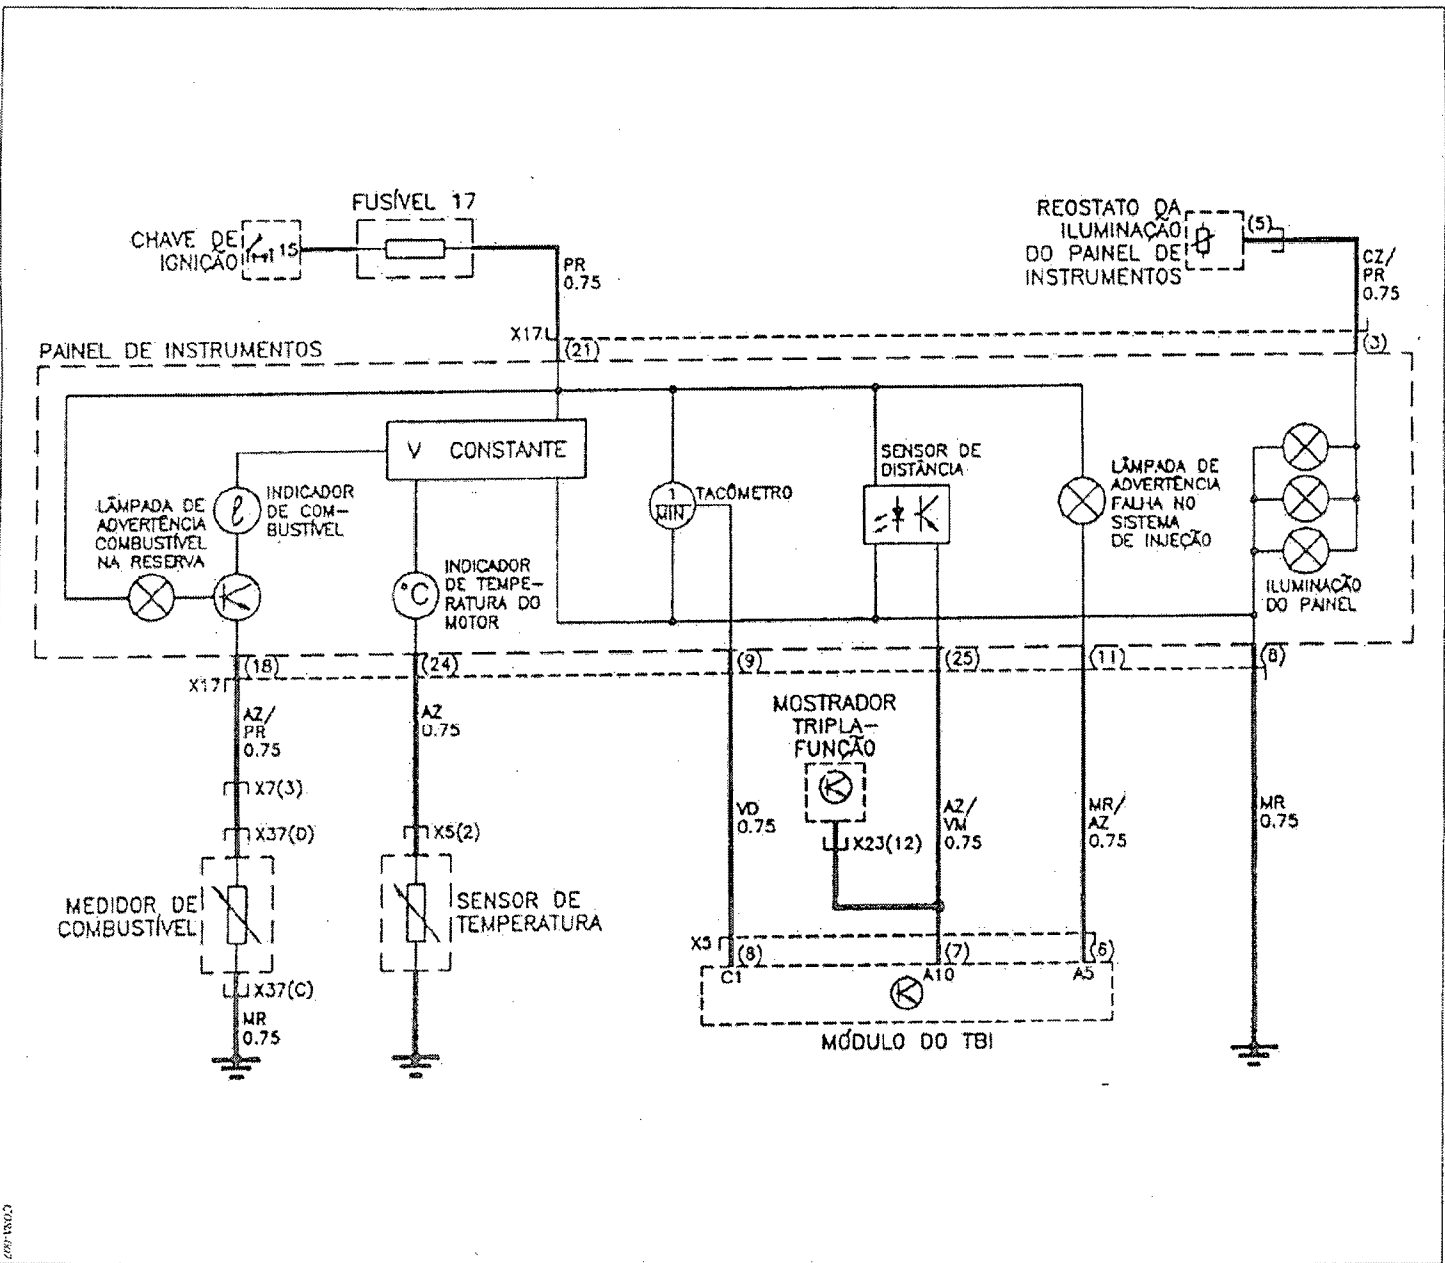 FUSÍVEL 17
CHAVE DE
IGNIÇÃO
15
PR
0.75
REOSTATO DA
ILUMINAÇÃO
DO PAINEL DE
INSTRUMENTOS
(5)
CZ/
PR
0.75
X17
(21)
(3)
PAINEL DE INSTRUMENTOS
V CONSTANTE
INDICADOR
DE COM-
BUSTÍVEL
ℓ
LÂMPADA DE
ADVERTÊNCIA
COMBUSTÍVEL
NA RESERVA
°C
INDICADOR
DE TEMPE-
RATURA DO
MOTOR
1
MIN
TACÔMETRO
SENSOR DE
DISTÂNCIA
LÂMPADA DE
ADVERTÊNCIA
FALHA NO
SISTEMA
DE INJEÇÃO
ILUMINAÇÃO
DO PAINEL
X17
(18)
(24)
(9)
(25)
(11)
(8)
AZ/
PR
0.75
AZ
0.75
MOSTRADOR
TRIPLA-
FUNÇÃO
X7(3)
X37(D)
X5(2)
VD
0.75
X23(12)
AZ/
VM
0.75
MR/
AZ
0.75
MR
0.75
MEDIDOR DE
COMBUSTÍVEL
SENSOR DE
TEMPERATURA
X5
(8)
(7)
(6)
C1
A10
A5
MÓDULO DO TBI
X37(C)
MR
0.75